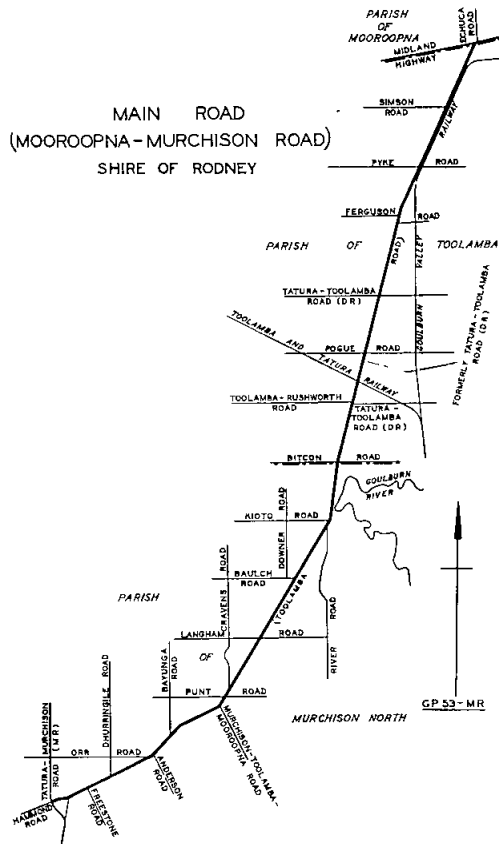 PARISH
OF
MOOROOPNA
ECHUCA
ROAD
MIDLAND
HIGHWAY
MAIN ROAD
(MOOROOPNA-MURCHISON ROAD)
SHIRE OF RODNEY
SIMSON
ROAD
RAILWAY
PYKE ROAD
FERGUSON
ROAD
PARISH OF TOOLAMBA
ROAD)
VALLEY
GOULBURN
TATURA-TOOLAMBA
ROAD (DR)
FORMERLY TATURA-TOOLAMBA
ROAD (DR)
TOOLAMBA AND TATURA RAILWAY
POGUE ROAD
TOOLAMBA-RUSHWORTH
ROAD
TATURA-
TOOLAMBA
ROAD (DR)
BITCON ROAD
GOULBURN
RIVER
KIOTO ROAD
DOWNER ROAD
CRAVENS ROAD
BAULCH
ROAD
(TOOLAMBA
PARISH
LANGHAM ROAD
RIVER ROAD
OF
BAYUNGA
ROAD
PUNT ROAD
MURCHISON NORTH
GP 53-MR
DHURRINGILE ROAD
TATURA-MURCHISON
ROAD (M.R)
ORR ROAD
MURCHISON-TOOLAMBA-
MOOROOPNA ROAD
ANDERSON
ROAD
HAMMOND
ROAD
FREESTONE
ROAD